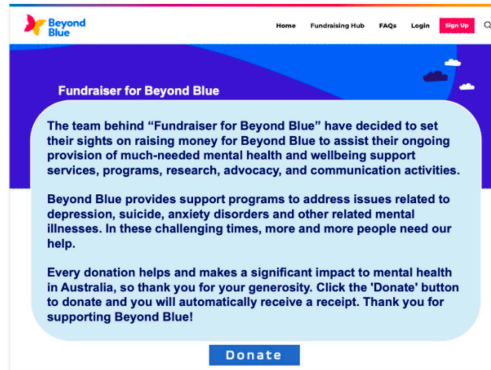 Beyond
Blue
Home Fundraising Hub FAQs Login Sign Up
Fundraiser for Beyond Blue
The team behind “Fundraiser for Beyond Blue” have decided to set
their sights on raising money for Beyond Blue to assist their ongoing
provision of much-needed mental health and wellbeing support
services, programs, research, advocacy, and communication activities.
Beyond Blue provides support programs to address issues related to
depression, suicide, anxiety disorders and other related mental
illnesses. In these challenging times, more and more people need our
help.
Every donation helps and makes a significant impact to mental health
in Australia, so thank you for your generosity. Click the 'Donate' button
to donate and you will automatically receive a receipt. Thank you for
supporting Beyond Blue!
Donate